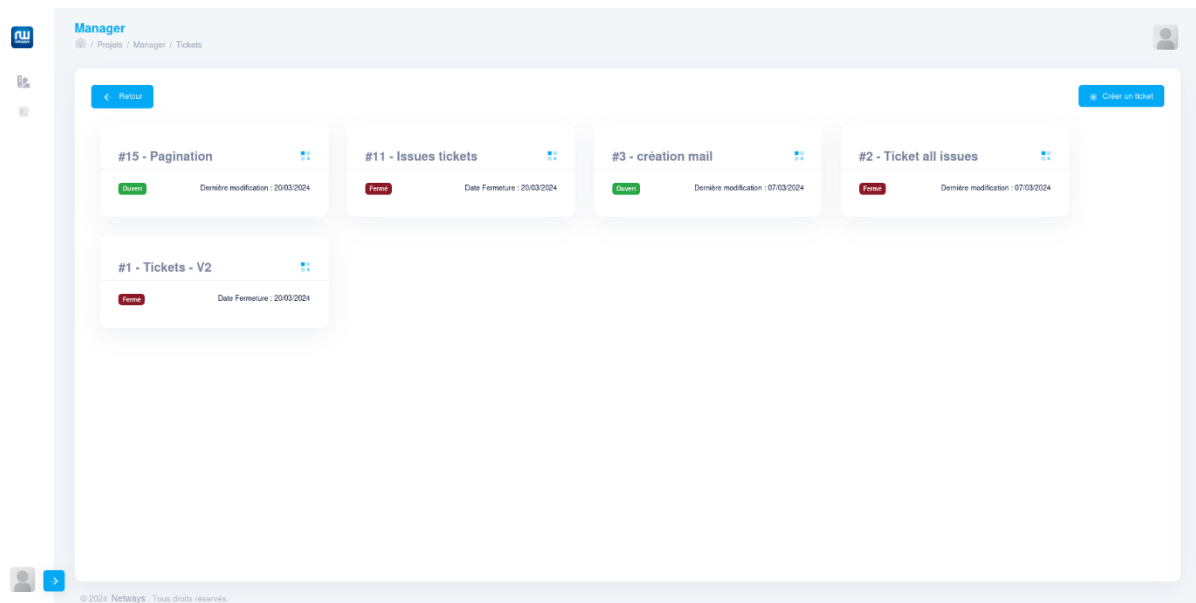 Manager
netways
/ Projets / Manager / Tickets
Retour
Créer un ticket
#15 - Pagination
Ouvert
Dernière modification : 20/03/2024
#11 - Issues tickets
Fermé
Date Fermeture : 20/03/2024
#3 - création mail
Ouvert
Dernière modification : 07/03/2024
#2 - Ticket all issues
Fermé
Dernière modification : 07/03/2024
#1 - Tickets - V2
Fermé
Date Fermeture : 20/03/2024
© 2024 Netways . Tous droits réservés.